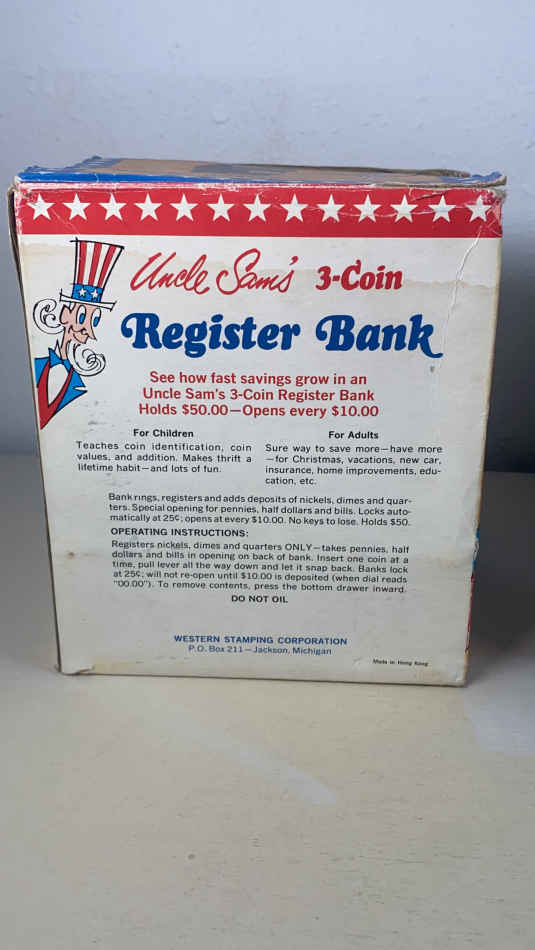 Uncle Sam's 3-Coin
Register Bank
See how fast savings grow in an
Uncle Sam's 3-Coin Register Bank
Holds $50.00—Opens every $10.00
For Children
Teaches coin identification, coin
values, and addition. Makes thrift a
lifetime habit—and lots of fun.
For Adults
Sure way to save more—have more
—for Christmas, vacations, new car,
insurance, home improvements, edu-
cation, etc.
Bank rings, registers and adds deposits of nickels, dimes and quar-
ters. Special opening for pennies, half dollars and bills. Locks auto-
matically at 25¢; opens at every $10.00. No keys to lose. Holds $50.
OPERATING INSTRUCTIONS:
Registers nickels, dimes and quarters ONLY—takes pennies, half
dollars and bills in opening on back of bank. Insert one coin at a
time, pull lever all the way down and let it snap back. Banks lock
at 25¢; will not re-open until $10.00 is deposited (when dial reads
"00.00"). To remove contents, press the bottom drawer inward.
DO NOT OIL
WESTERN STAMPING CORPORATION
P.O. Box 211—Jackson, Michigan
Made in Hong Kong